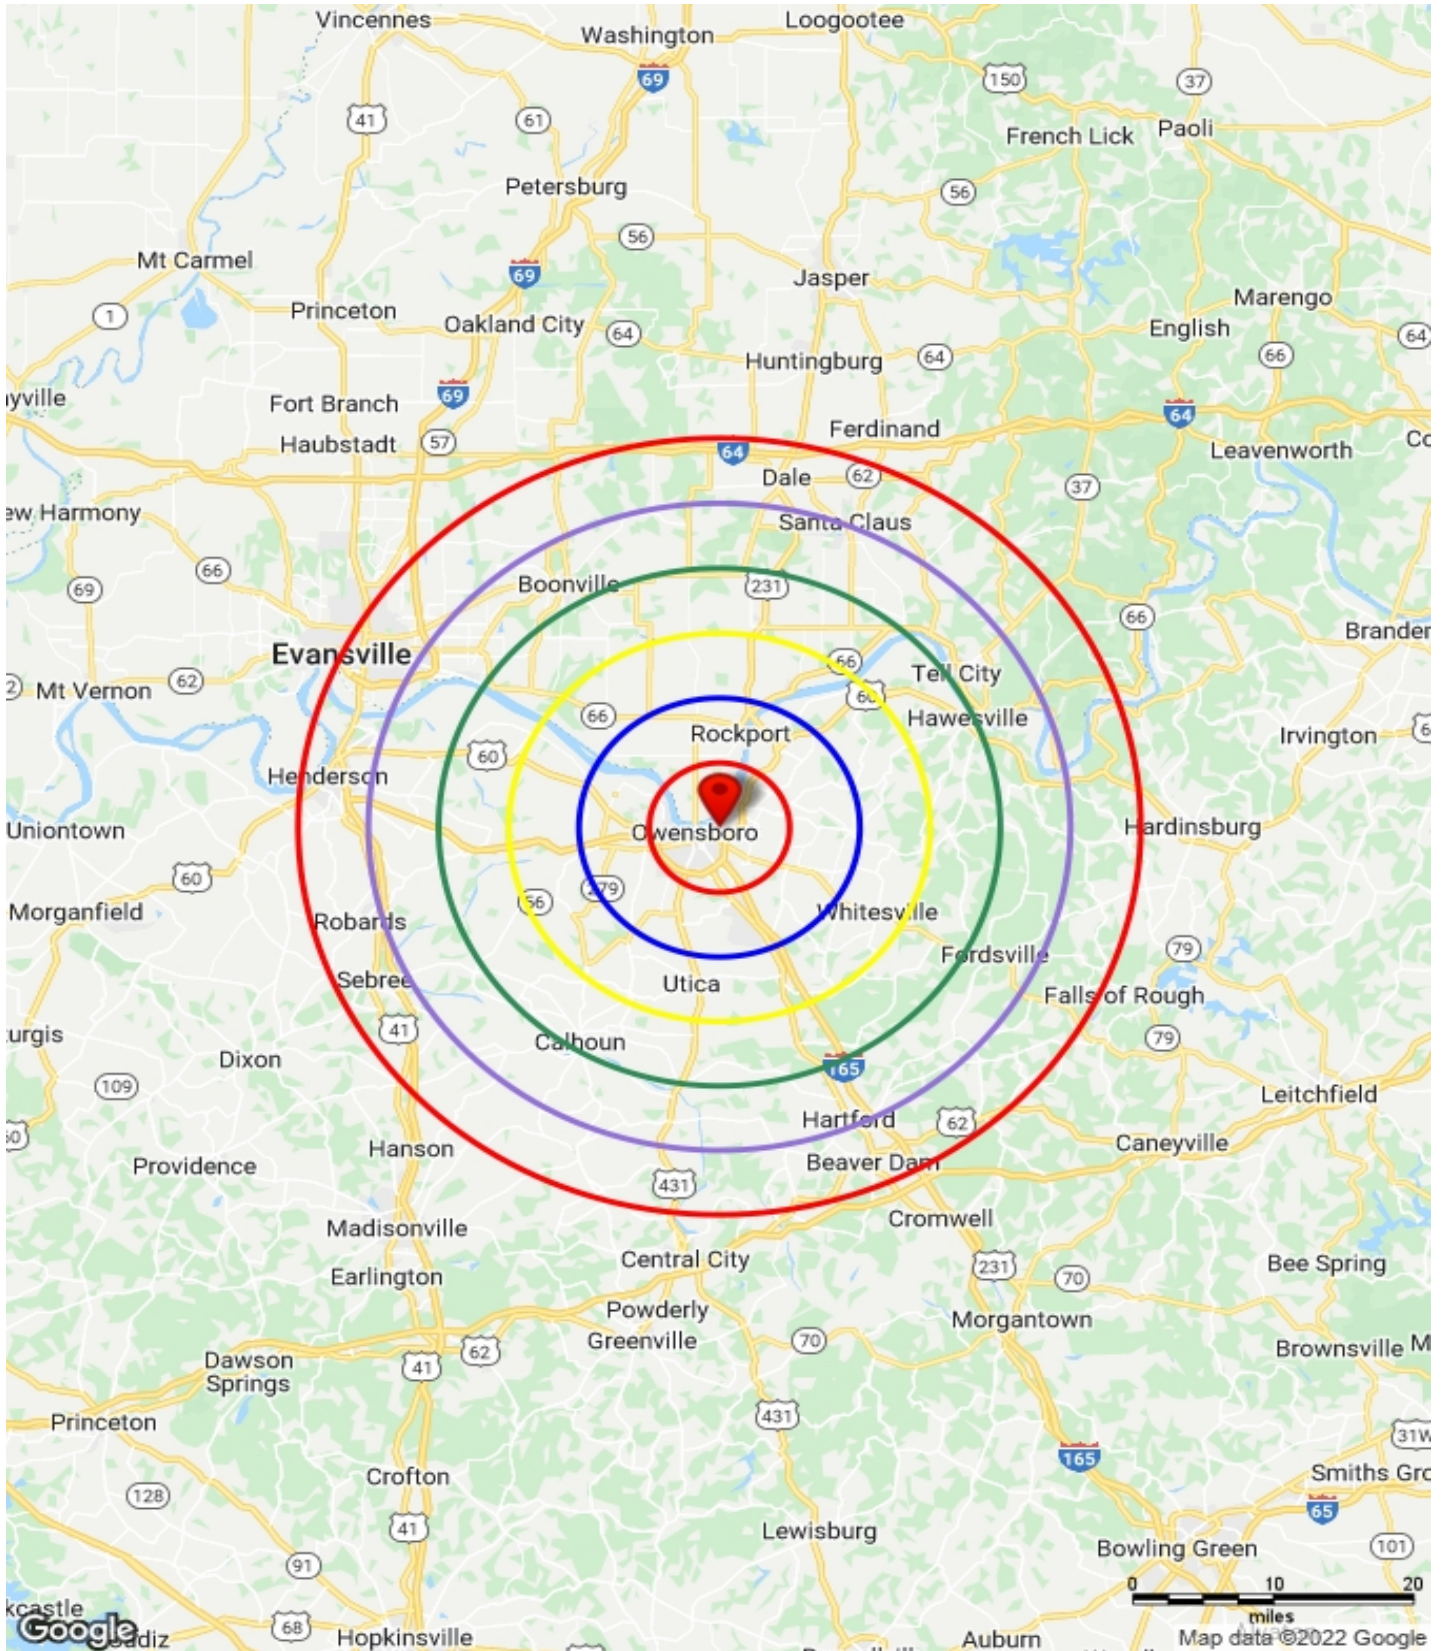 Vincennes
Loogootee
Washington
69
150
37
41
61
French Lick
Paoli
Petersburg
56
56
Mt Carmel
69
Jasper
Marengo
1
Princeton
Oakland City
64
English
64
Huntingburg
64
66
yville
69
Fort Branch
64
Haubstadt
57
Ferdinand
64
Leavenworth
Co
Dale
62
37
ew Harmony
Santa Claus
66
69
Boonville
231
66
Brander
Evansville
66
Tell City
2
Mt Vernon
62
60
66
Hawesville
Rockport
Irvington
6
60
Henderson
Uniontown
Owensboro
Hardinsburg
60
279
56
Morganfield
Robards
Whitesville
79
Fordsville
Sebree
Utica
Falls of Rough
urgis
41
Calhoun
79
Dixon
165
109
Leitchfield
60
Hartford
62
Hanson
Caneyville
Providence
Beaver Dam
431
Madisonville
Cromwell
Central City
Earlington
231
70
Bee Spring
Powderly
Morgantown
Greenville
70
62
Brownsville
M
Dawson
Springs
41
Princeton
431
31W
165
Crofton
Smiths Gro
128
65
41
Lewisburg
Bowling Green
101
91
0
10
20
kcastle
miles
Google
adiz
68
Hopkinsville
Auburn
Map data ©2022 Google